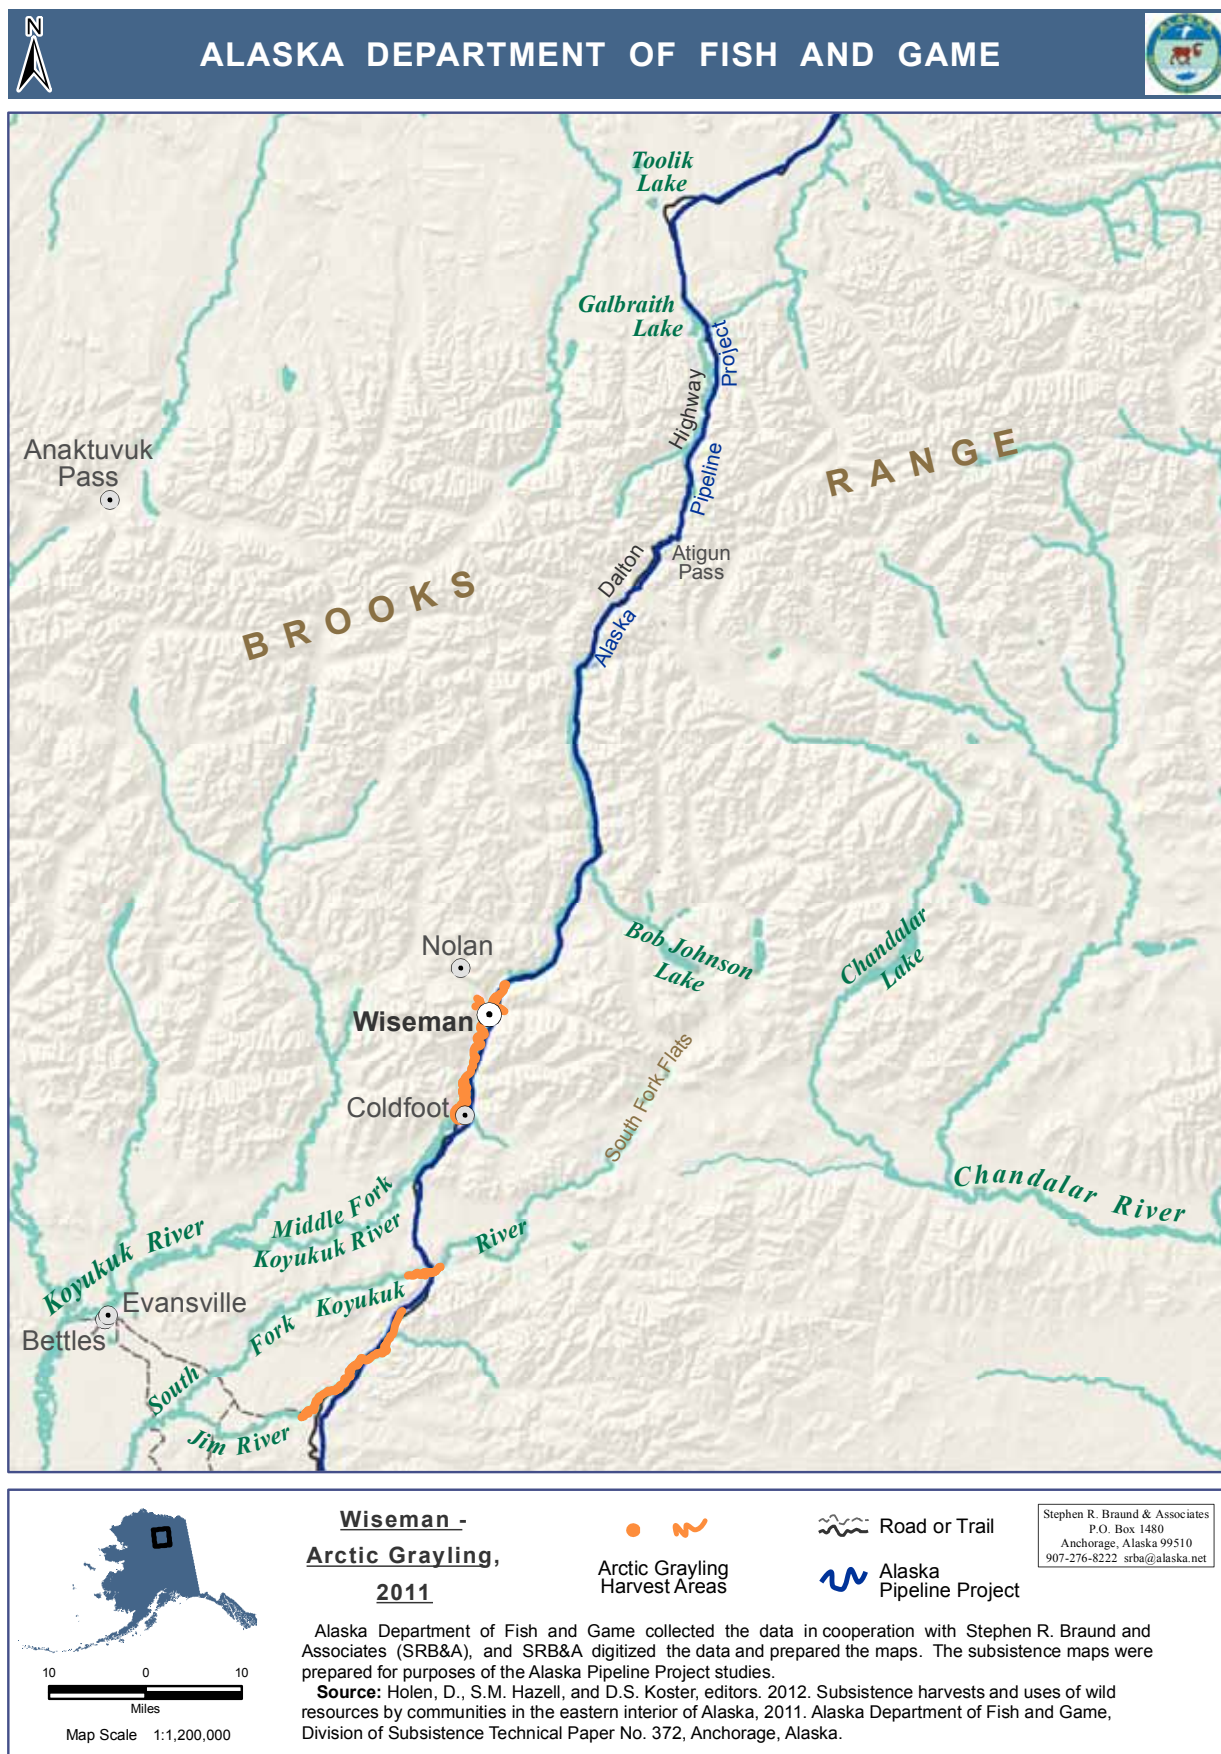 N
ALASKA DEPARTMENT OF FISH AND GAME
ALASKA
Toolik
Lake
Galbraith
Lake
Project
Highway
Pipeline
Anaktuvuk
Pass
RANGE
Atigun
Pass
Dalton
BROOKS
Alaska
Nolan
Bob Johnson
Lake
Chandalar
Lake
Wiseman
South Fork Flats
Coldfoot
Chandalar River
Middle Fork
Koyukuk River
River
Koyukuk River
Koyukuk
Evansville
Fork
Bettles
South
Jim River
Wiseman -
Arctic Grayling,
2011
Arctic Grayling
Harvest Areas
Road or Trail
Alaska
Pipeline Project
Stephen R. Braund & Associates
P.O. Box 1480
Anchorage, Alaska 99510
907-276-8222 srba@alaska.net
10 0 10
Miles
Map Scale 1:1,200,000
Alaska Department of Fish and Game collected the data in cooperation with Stephen R. Braund and
Associates (SRB&A), and SRB&A digitized the data and prepared the maps. The subsistence maps were
prepared for purposes of the Alaska Pipeline Project studies.
Source: Holen, D., S.M. Hazell, and D.S. Koster, editors. 2012. Subsistence harvests and uses of wild
resources by communities in the eastern interior of Alaska, 2011. Alaska Department of Fish and Game,
Division of Subsistence Technical Paper No. 372, Anchorage, Alaska.